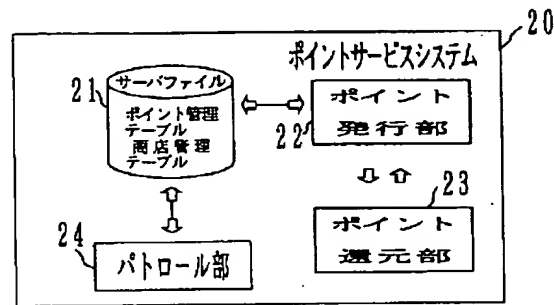 20
ポイントサービスシステム
21
サーバファイル
ポイント管理
テーブル
商店管理
テーブル
ポイント
発行部
22
23
ポイント
還元部
24
パトロール部